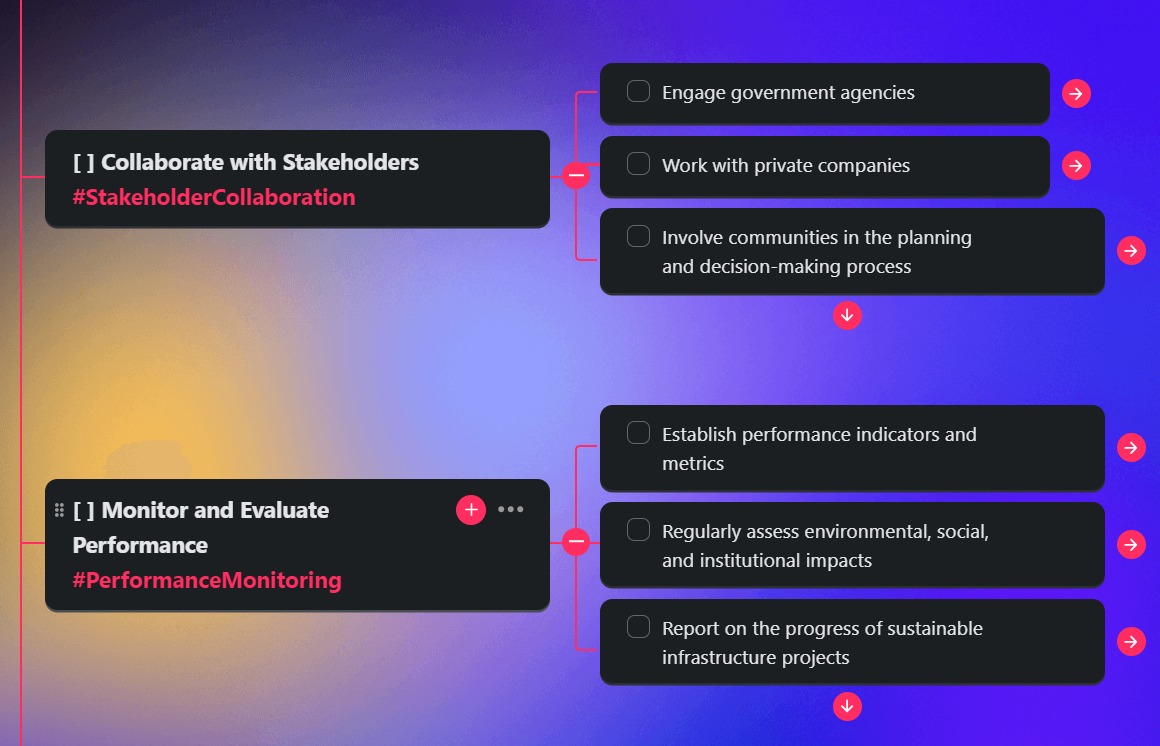 [ ] Collaborate with Stakeholders
#StakeholderCollaboration
Engage government agencies
Work with private companies
Involve communities in the planning
and decision-making process
[ ] Monitor and Evaluate
Performance
#PerformanceMonitoring
Establish performance indicators and
metrics
Regularly assess environmental, social,
and institutional impacts
Report on the progress of sustainable
infrastructure projects